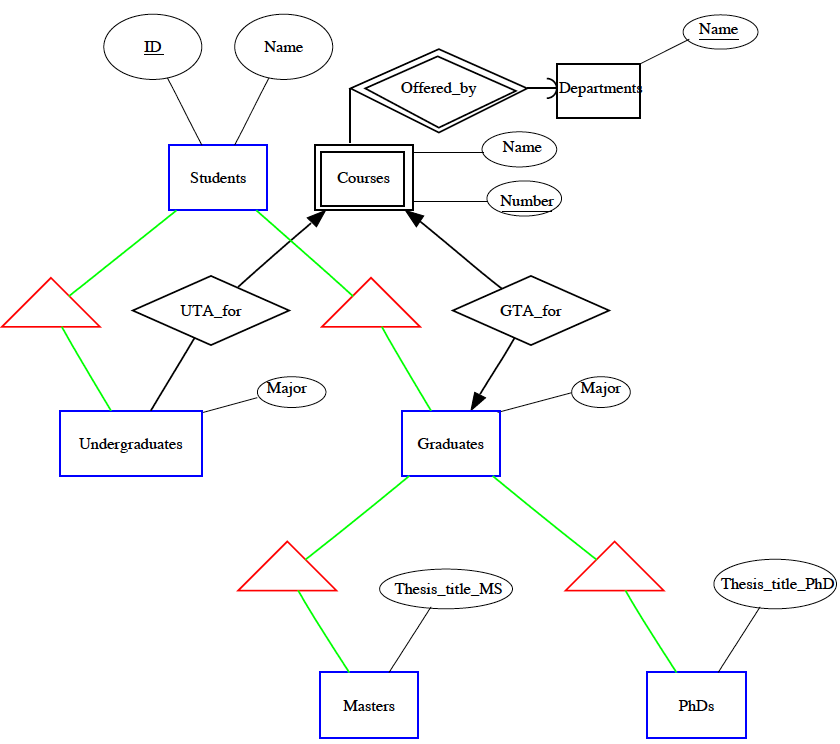 ID
Name
Name
Offered_by
Departments
Name
Students
Courses
Number
UTA_for
GTA_for
Major
Major
Undergraduates
Graduates
Thesis_title_MS
Thesis_title_PhD
Masters
PhDs